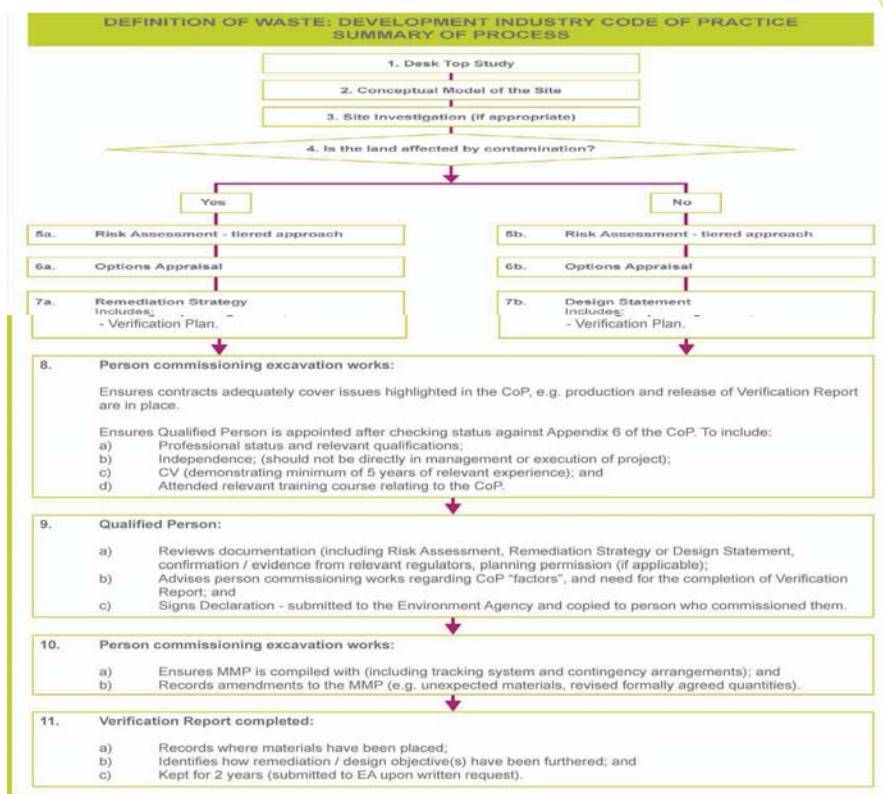 DEFINITION OF WASTE: DEVELOPMENT INDUSTRY CODE OF PRACTICE
SUMMARY OF PROCESS
1. Desk Top Study
2. Conceptual Model of the Site
3. Site Investigation (if appropriate)
4. Is the land affected by contamination?
Yes
No
5a. Risk Assessment - tiered approach
5b. Risk Assessment - tiered approach
6a. Options Appraisal
6b. Options Appraisal
7a. Remediation Strategy
Includes:
- Verification Plan.
7b. Design Statement
Includes:
- Verification Plan.
8. Person commissioning excavation works:
Ensures contracts adequately cover issues highlighted in the CoP, e.g. production and release of Verification Report
are in place.
Ensures Qualified Person is appointed after checking status against Appendix 6 of the CoP. To include:
a) Professional status and relevant qualifications;
b) Independence; (should not be directly in management or execution of project);
c) CV (demonstrating minimum of 5 years of relevant experience); and
d) Attended relevant training course relating to the CoP.
9. Qualified Person:
a) Reviews documentation (including Risk Assessment, Remediation Strategy or Design Statement,
confirmation / evidence from relevant regulators, planning permission (if applicable);
b) Advises person commissioning works regarding CoP “factors”, and need for the completion of Verification
Report; and
c) Signs Declaration - submitted to the Environment Agency and copied to person who commissioned them.
10. Person commissioning excavation works:
a) Ensures MMP is compiled with (including tracking system and contingency arrangements); and
b) Records amendments to the MMP (e.g. unexpected materials, revised formally agreed quantities).
11. Verification Report completed:
a) Records where materials have been placed;
b) Identifies how remediation / design objective(s) have been furthered; and
c) Kept for 2 years (submitted to EA upon written request).